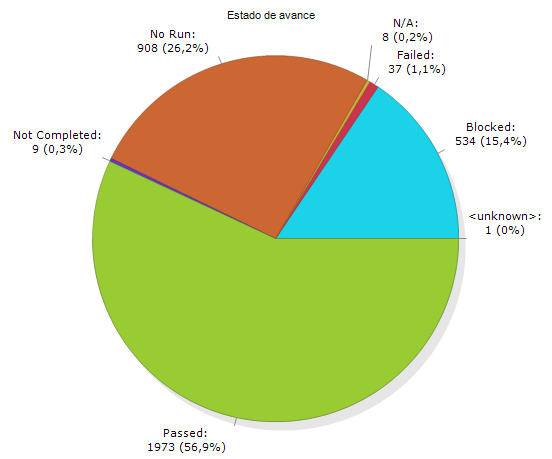 Estado de avance
N/A:
8 (0,2%)
No Run:
908 (26,2%)
Failed:
37 (1,1%)
Blocked:
534 (15,4%)
Not Completed:
9 (0,3%)
<unknown>:
1 (0%)
Passed:
1973 (56,9%)